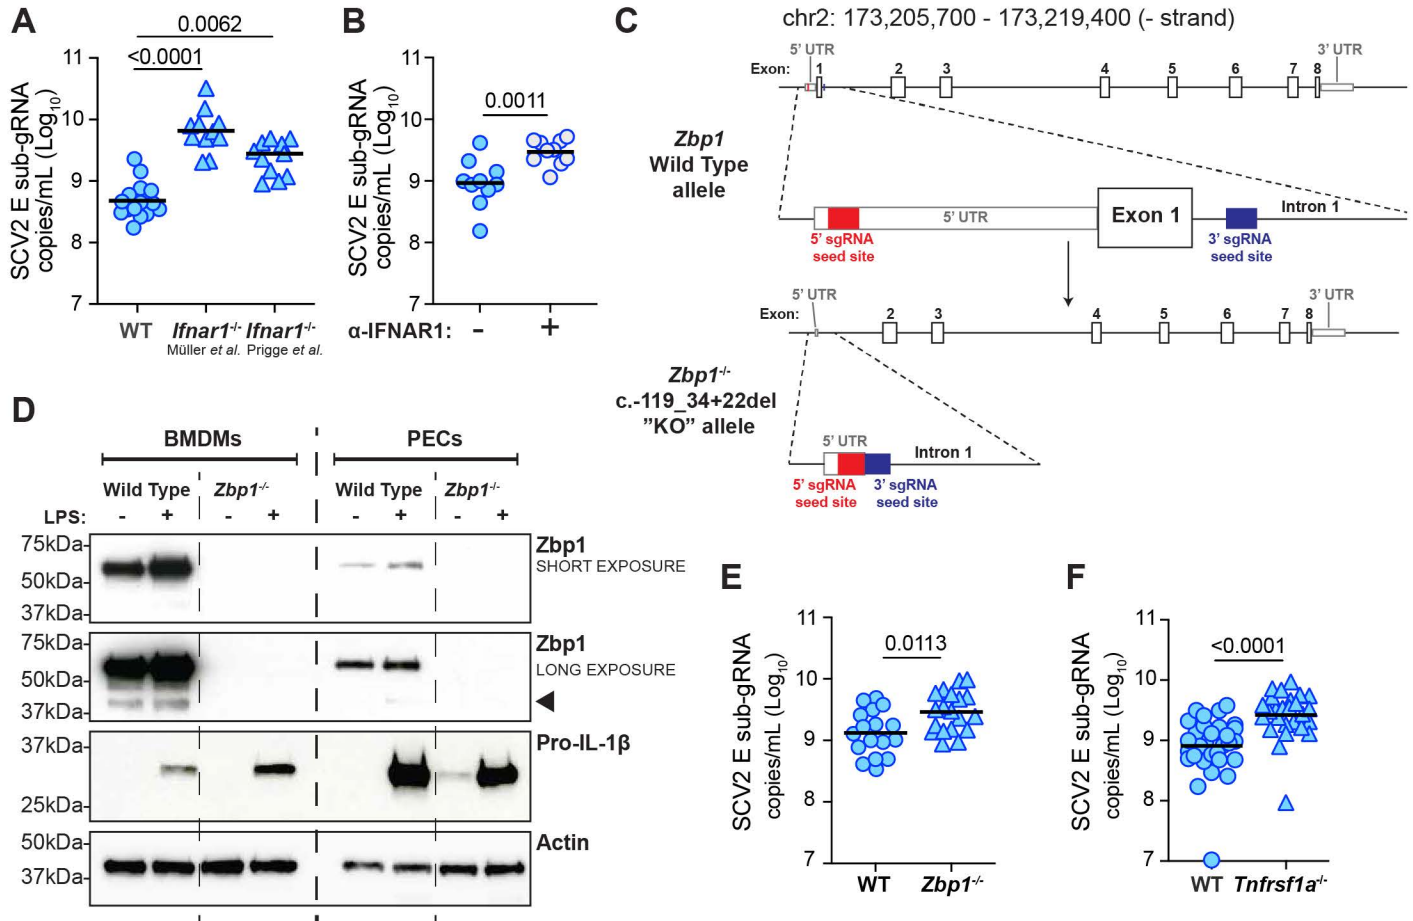 A
0.0062
<0.0001
SCV2 E sub-gRNA
copies/mL (Log10)
11
10
9
8
7
WT
Ifnar1-/-
Müller et al.
Ifnar1-/-
Prigge et al.
B
0.0011
SCV2 E sub-gRNA
copies/mL (Log10)
11
10
9
8
7
α-IFNAR1: - +
C
chr2: 173,205,700 - 173,219,400 (- strand)
5' UTR
3' UTR
Exon: 1 2 3 4 5 6 7 8
Zbp1
Wild Type
allele
5' UTR
Exon 1
Intron 1
5' sgRNA
seed site
3' sgRNA
seed site
5' UTR
3' UTR
Exon: 2 3 4 5 6 7 8
Zbp1-/-
c.-119_34+22del
"KO" allele
5' UTR
Intron 1
5' sgRNA
seed site
3' sgRNA
seed site
D
BMDMs
PECs
Wild Type
Zbp1-/-
Wild Type
Zbp1-/-
LPS: - + - + - + - +
75kDa
50kDa
37kDa
Zbp1
SHORT EXPOSURE
75kDa
50kDa
37kDa
Zbp1
LONG EXPOSURE
37kDa
25kDa
Pro-IL-1β
50kDa
37kDa
Actin
E
0.0113
SCV2 E sub-gRNA
copies/mL (Log10)
11
10
9
8
7
WT
Zbp1-/-
F
<0.0001
SCV2 E sub-gRNA
copies/mL (Log10)
11
10
9
8
7
WT
Tnfrsf1a-/-